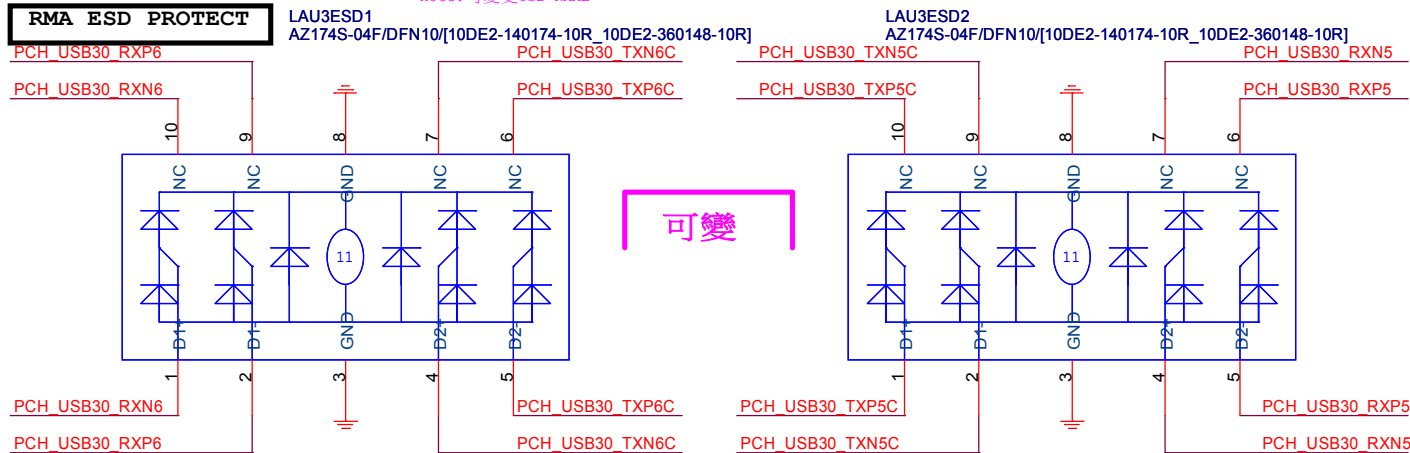 RMA ESD PROTECT
LAU3ESD1
AZ174S-04F/DFN10/[10DE2-140174-10R_10DE2-360148-10R]
LAU3ESD2
AZ174S-04F/DFN10/[10DE2-140174-10R_10DE2-360148-10R]
PCH_USB30_RXP6
PCH_USB30_TXN6C
PCH_USB30_TXN5C
PCH_USB30_RXN5
PCH_USB30_RXN6
PCH_USB30_TXP6C
PCH_USB30_TXP5C
PCH_USB30_RXP5
10
9
8
7
6
10
9
8
7
6
NC
NC
GND
NC
NC
NC
NC
GND
NC
NC
可變
11
11
D1+
D1-
GND
D2+
D2-
D1+
D1-
GND
D2+
D2-
1
2
3
4
5
1
2
3
4
5
PCH_USB30_RXN6
PCH_USB30_TXP6C
PCH_USB30_TXP5C
PCH_USB30_RXP5
PCH_USB30_RXP6
PCH_USB30_TXN6C
PCH_USB30_TXN5C
PCH_USB30_RXN5